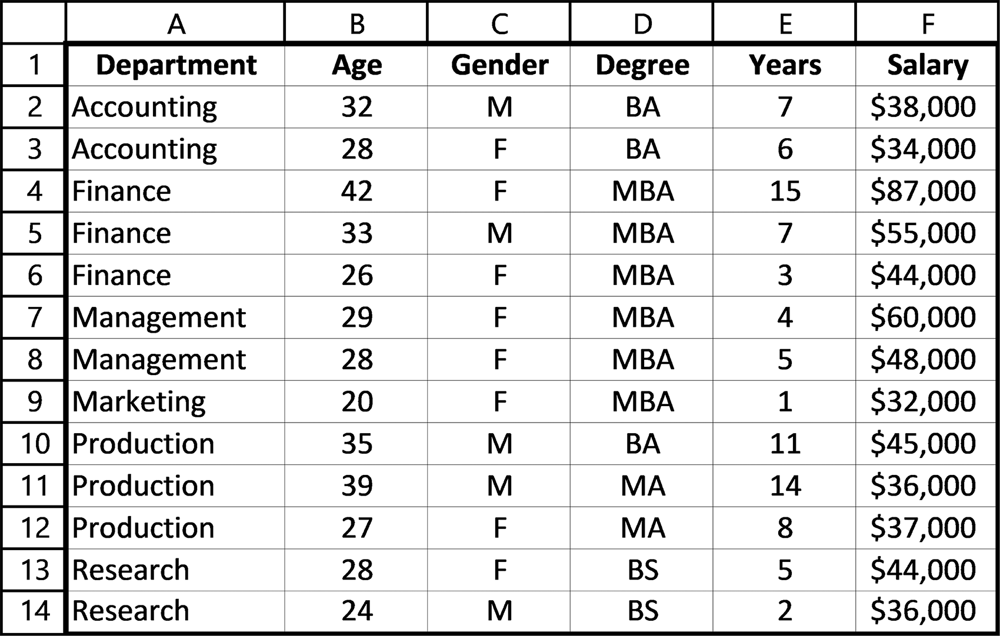 A B C D E F
1 Department Age Gender Degree Years Salary
2 Accounting 32 M BA 7 $38,000
3 Accounting 28 F BA 6 $34,000
4 Finance 42 F MBA 15 $87,000
5 Finance 33 M MBA 7 $55,000
6 Finance 26 F MBA 3 $44,000
7 Management 29 F MBA 4 $60,000
8 Management 28 F MBA 5 $48,000
9 Marketing 20 F MBA 1 $32,000
10 Production 35 M BA 11 $45,000
11 Production 39 M MA 14 $36,000
12 Production 27 F MA 8 $37,000
13 Research 28 F BS 5 $44,000
14 Research 24 M BS 2 $36,000